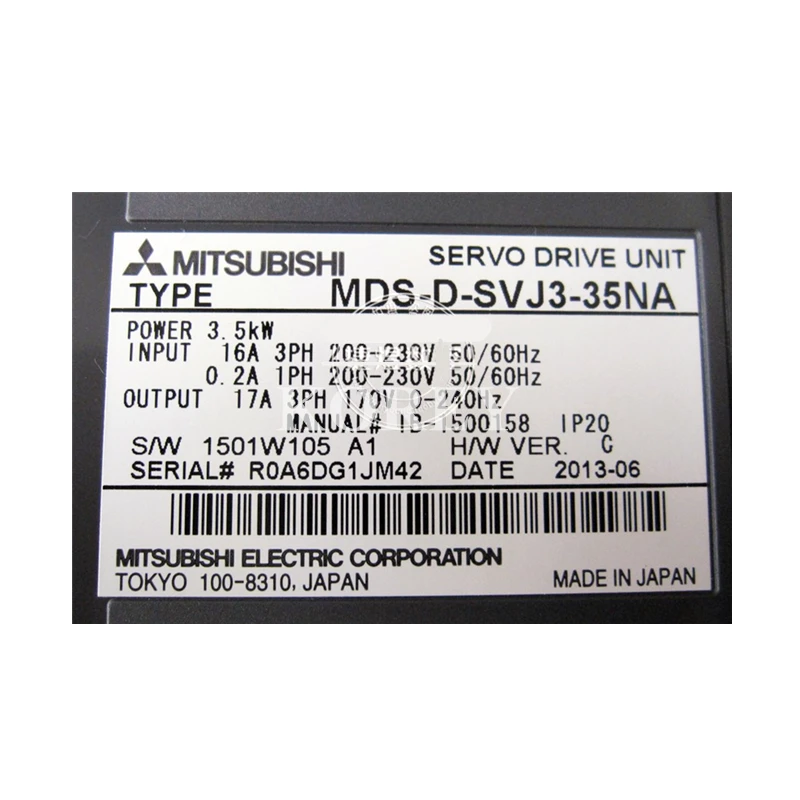 MITSUBISHI SERVO DRIVE UNIT
TYPE MDS-D-SVJ3-35NA
POWER 3.5kW
INPUT 16A 3PH 200-230V 50/60Hz
0.2A 1PH 200-230V 50/60Hz
OUTPUT 17A 3PH 170V 0-240Hz
MANUAL# IB-1500158 IP20
S/W 1501W105 A1 H/W VER. C
SERIAL# R0A6DG1JM42 DATE 2013-06
MITSUBISHI ELECTRIC CORPORATION
TOKYO 100-8310, JAPAN MADE IN JAPAN